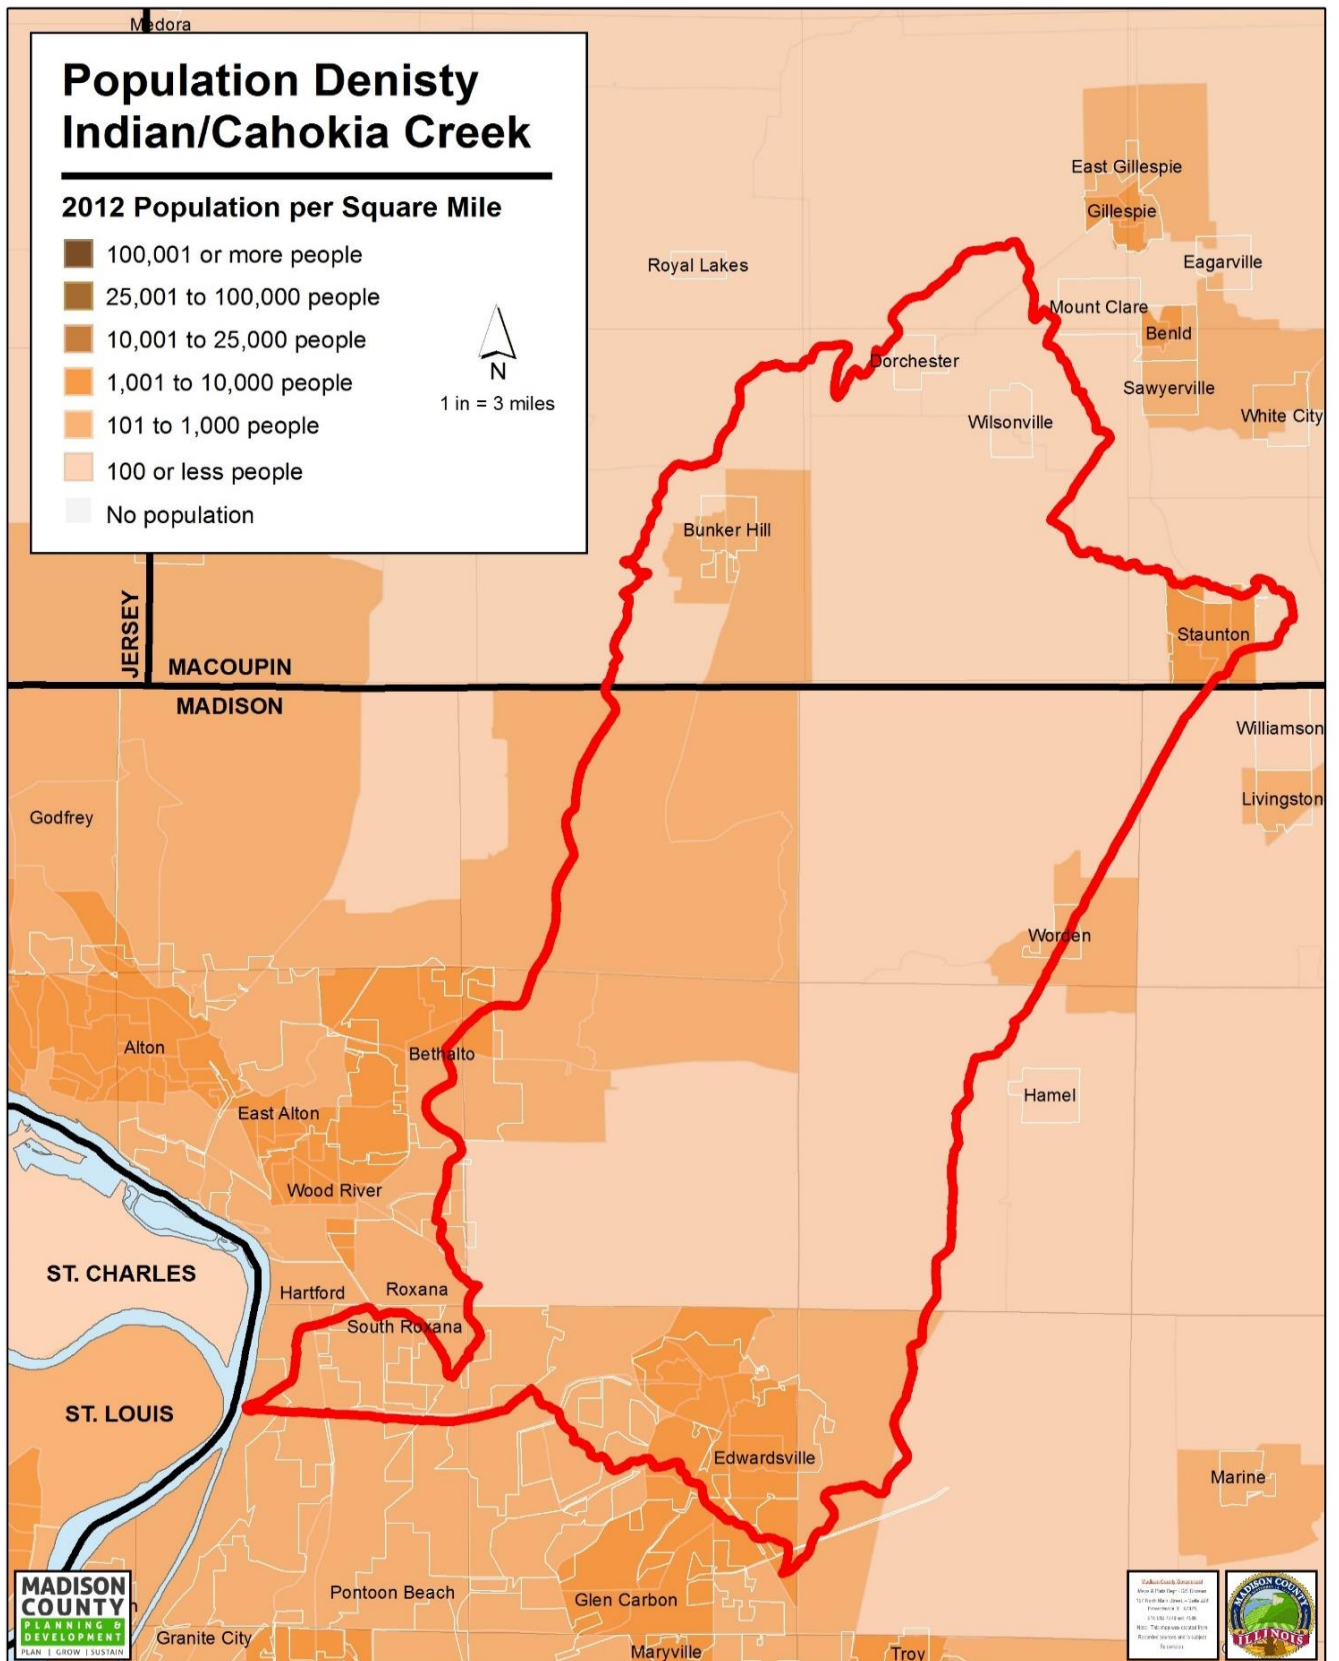 Medora
Population Denisty
Indian/Cahokia Creek
2012 Population per Square Mile
100,001 or more people
25,001 to 100,000 people
10,001 to 25,000 people
1,001 to 10,000 people
101 to 1,000 people
100 or less people
No population
N
1 in = 3 miles
East Gillespie
Gillespie
Royal Lakes
Eagarville
Mount Clare
Benld
Dorchester
Sawyerville
White City
Wilsonville
Bunker Hill
JERSEY
Staunton
MACOUPIN
MADISON
Williamson
Livingston
Godfrey
Worden
Alton
Bethalto
Hamel
East Alton
Wood River
ST. CHARLES
Hartford
Roxana
South Roxana
ST. LOUIS
Edwardsville
Marine
Pontoon Beach
Glen Carbon
Granite City
Maryville
Troy
MADISON
COUNTY
PLANNING &
DEVELOPMENT
PLAN | GROW | SUSTAIN
Madison County Government
MADISON COUNTY
ILLINOIS